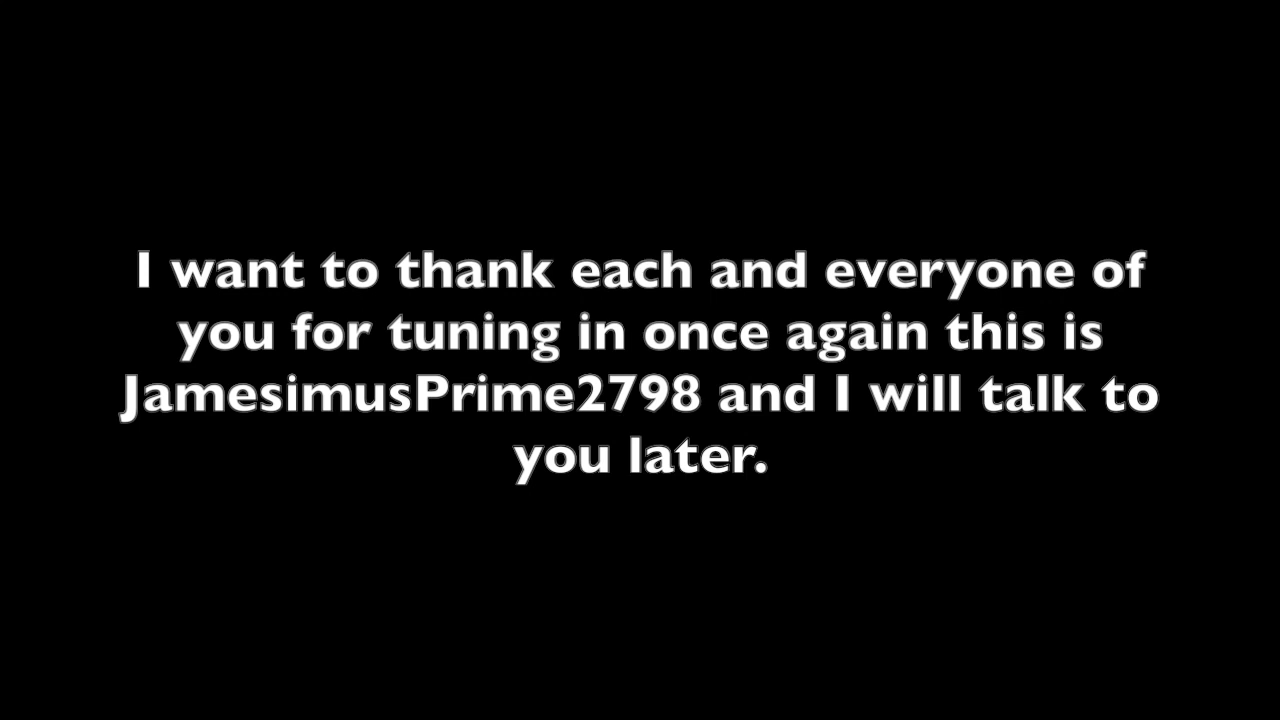 I want to thank each and everyone of
you for tuning in once again this is
JamesimusPrime2798 and I will talk to
you later.